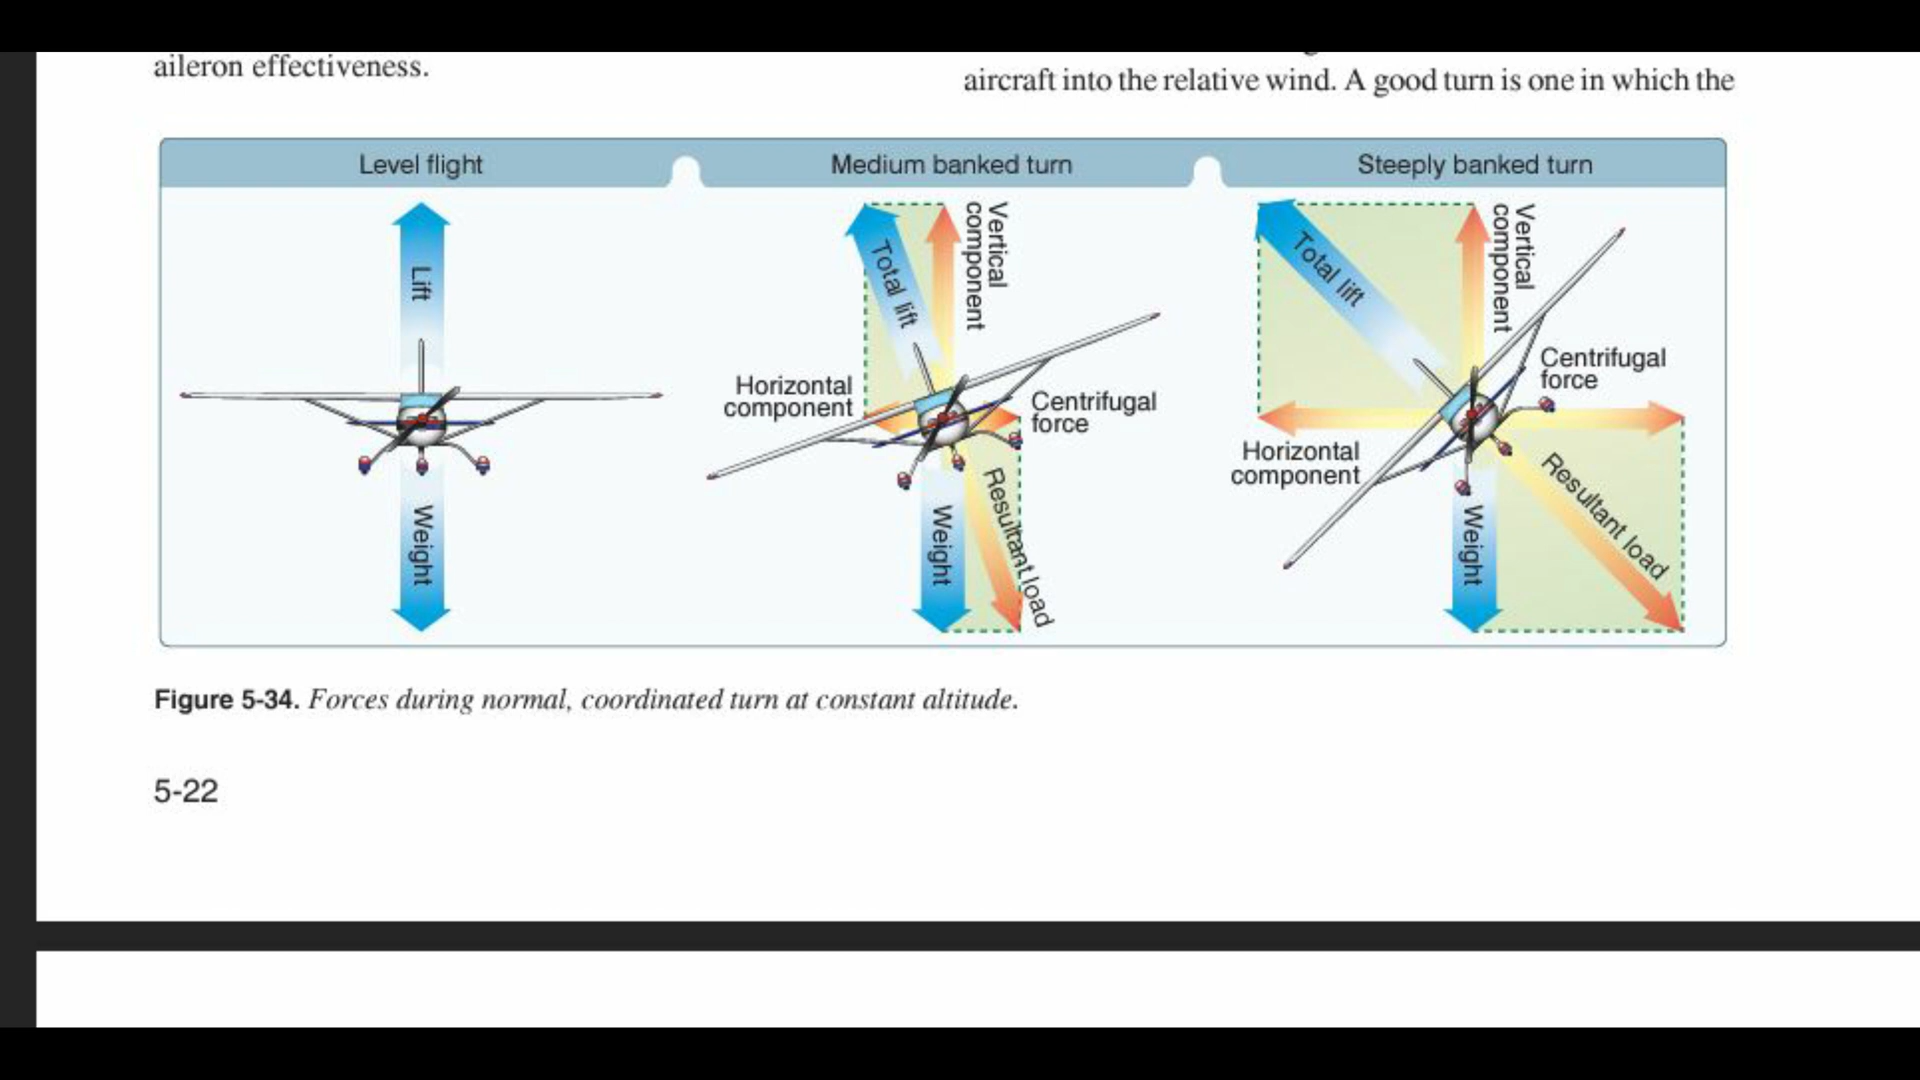 aileron effectiveness.
aircraft into the relative wind. A good turn is one in which the
Level flight
Lift
Weight
Medium banked turn
Total lift
Vertical
component
Horizontal
component
Centrifugal
force
Weight
Resultant load
Steeply banked turn
Total lift
Vertical
component
Centrifugal
force
Horizontal
component
Weight
Resultant load
Figure 5-34. Forces during normal, coordinated turn at constant altitude.
5-22